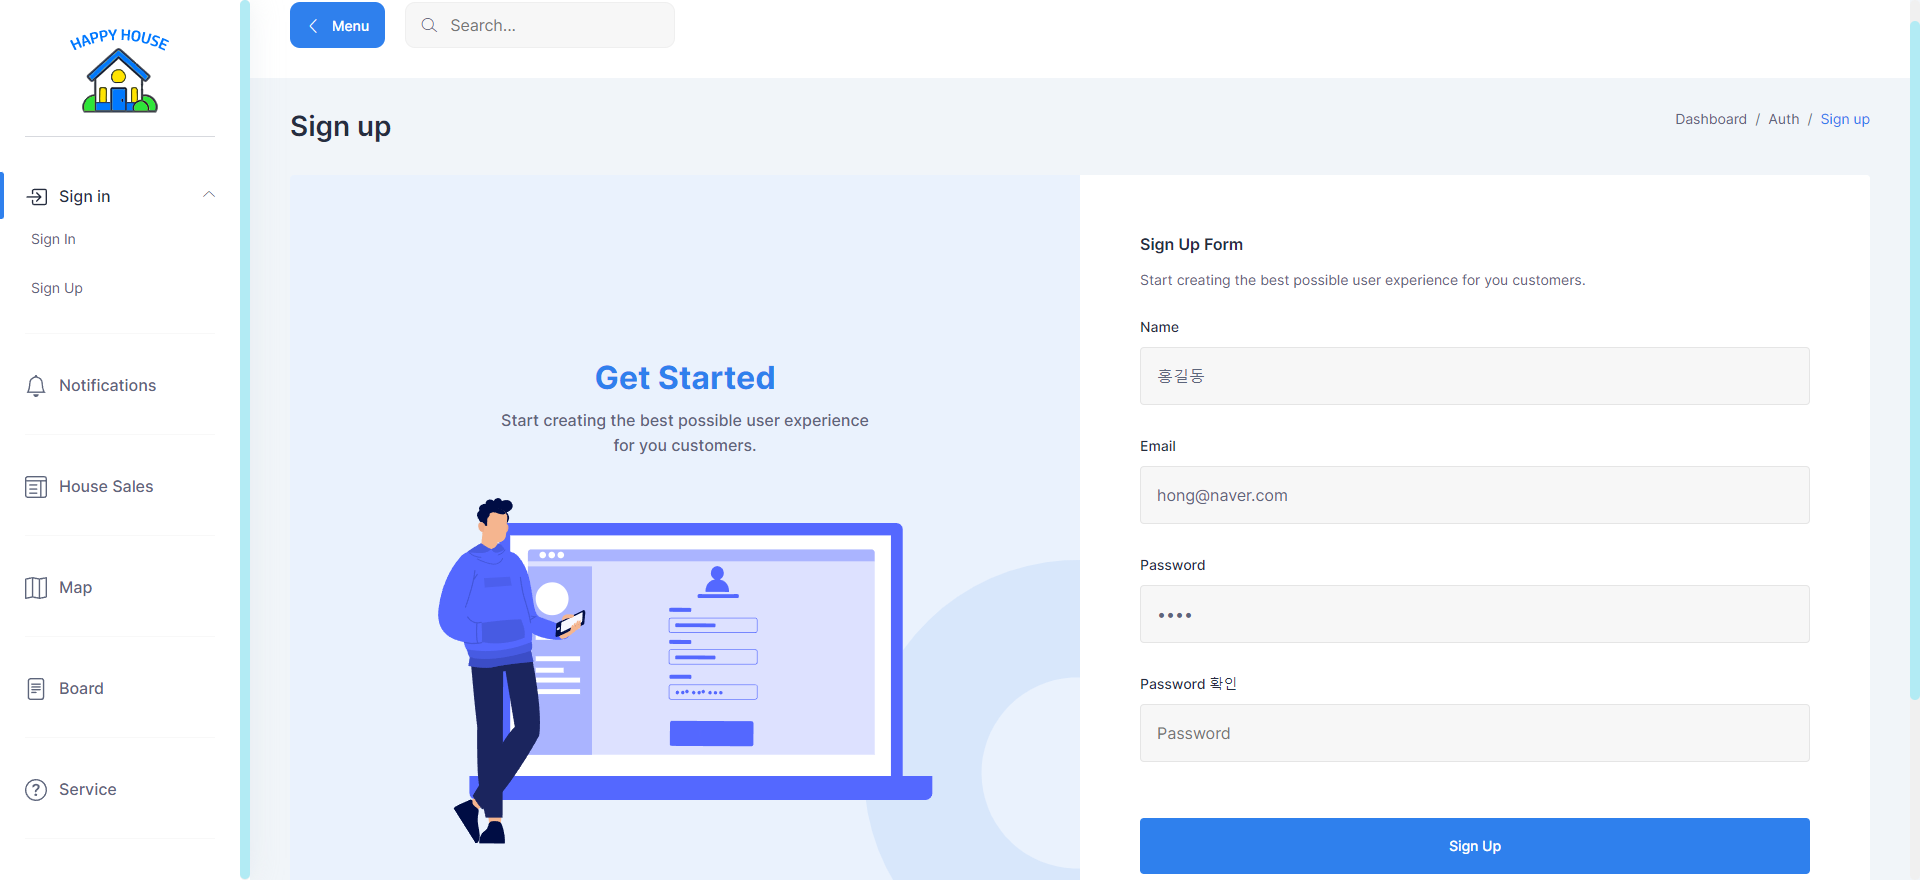 HAPPY HOUSE
Sign in
Sign In
Sign Up
Notifications
House Sales
Map
Board
Service
Menu
Search...
Sign up
Dashboard / Auth / Sign up
Get Started
Start creating the best possible user experience
for you customers.
Sign Up Form
Start creating the best possible user experience for you customers.
Name
홍길동
Email
hong@naver.com
Password
••••
Password 확인
Password
Sign Up